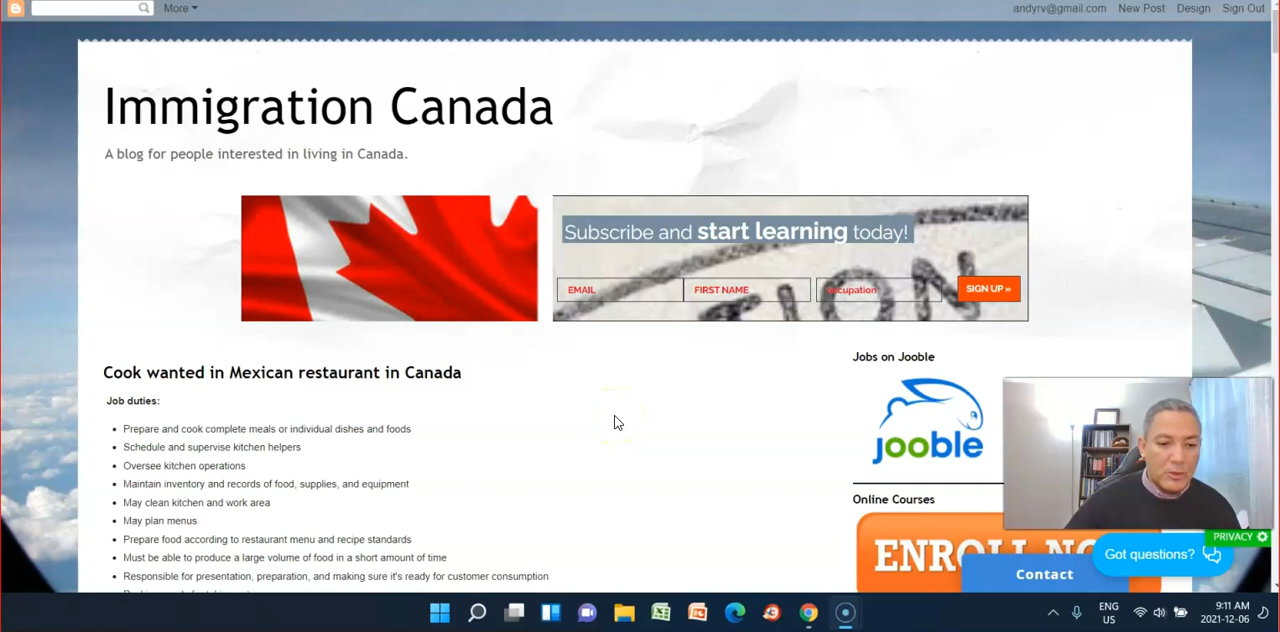 More
andyrv@gmail.com New Post Design Sign Out
Immigration Canada
A blog for people interested in living in Canada.
Subscribe and start learning today!
EMAIL FIRST NAME occupation SIGN UP »
TION
Cook wanted in Mexican restaurant in Canada
Job duties:
Prepare and cook complete meals or individual dishes and foods
Schedule and supervise kitchen helpers
Oversee kitchen operations
Maintain inventory and records of food, supplies, and equipment
May clean kitchen and work area
May plan menus
Prepare food according to restaurant menu and recipe standards
Must be able to produce a large volume of food in a short amount of time
Responsible for presentation, preparation, and making sure it's ready for customer consumption
Jobs on Jooble
jooble
Online Courses
ENROLL NO
PRIVACY
Got questions?
Contact
ENG
US
9:11 AM
2021-12-06